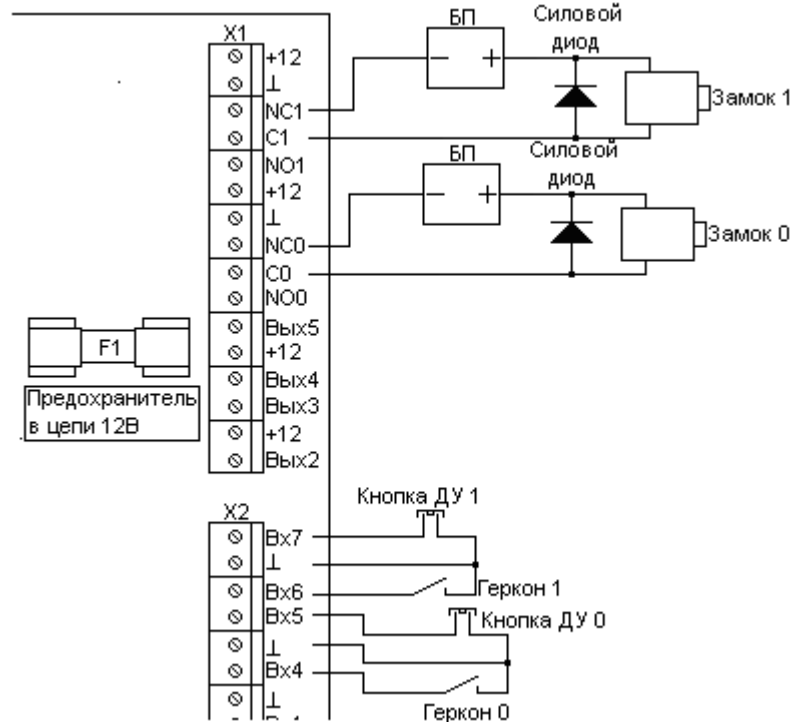 X1
+12
⊥
NC1
C1
NO1
+12
⊥
NC0
C0
NO0
Вых5
+12
Вых4
Вых3
+12
Вых2
БП
− +
Силовой
диод
Замок 1
БП
− +
Силовой
диод
Замок 0
F1
Предохранитель
в цепи 12В
X2
Вх7
⊥
Вх6
Вх5
⊥
Вх4
⊥
Кнопка ДУ 1
Геркон 1
Кнопка ДУ 0
Геркон 0